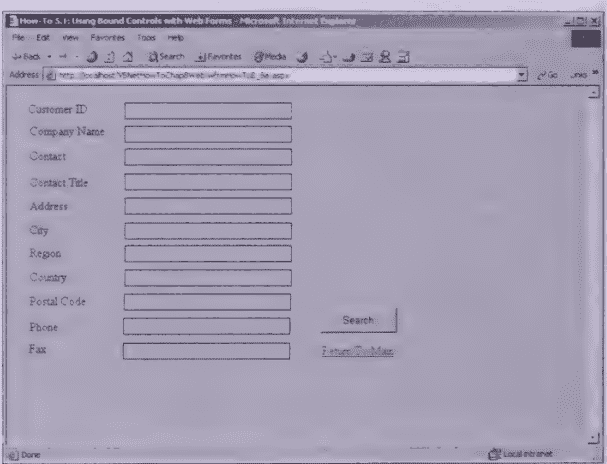 How-To 5.1: Using Bound Controls with Web Forms - Microsoft Internet Explorer
File Edit View Favorites Tools Help
Back Search Favorites Media
Address Go Links
Customer ID
Company Name
Contact
Contact Title
Address
City
Region
Country
Postal Code
Phone
Search
Fax
Return To Main
Done
Local intranet